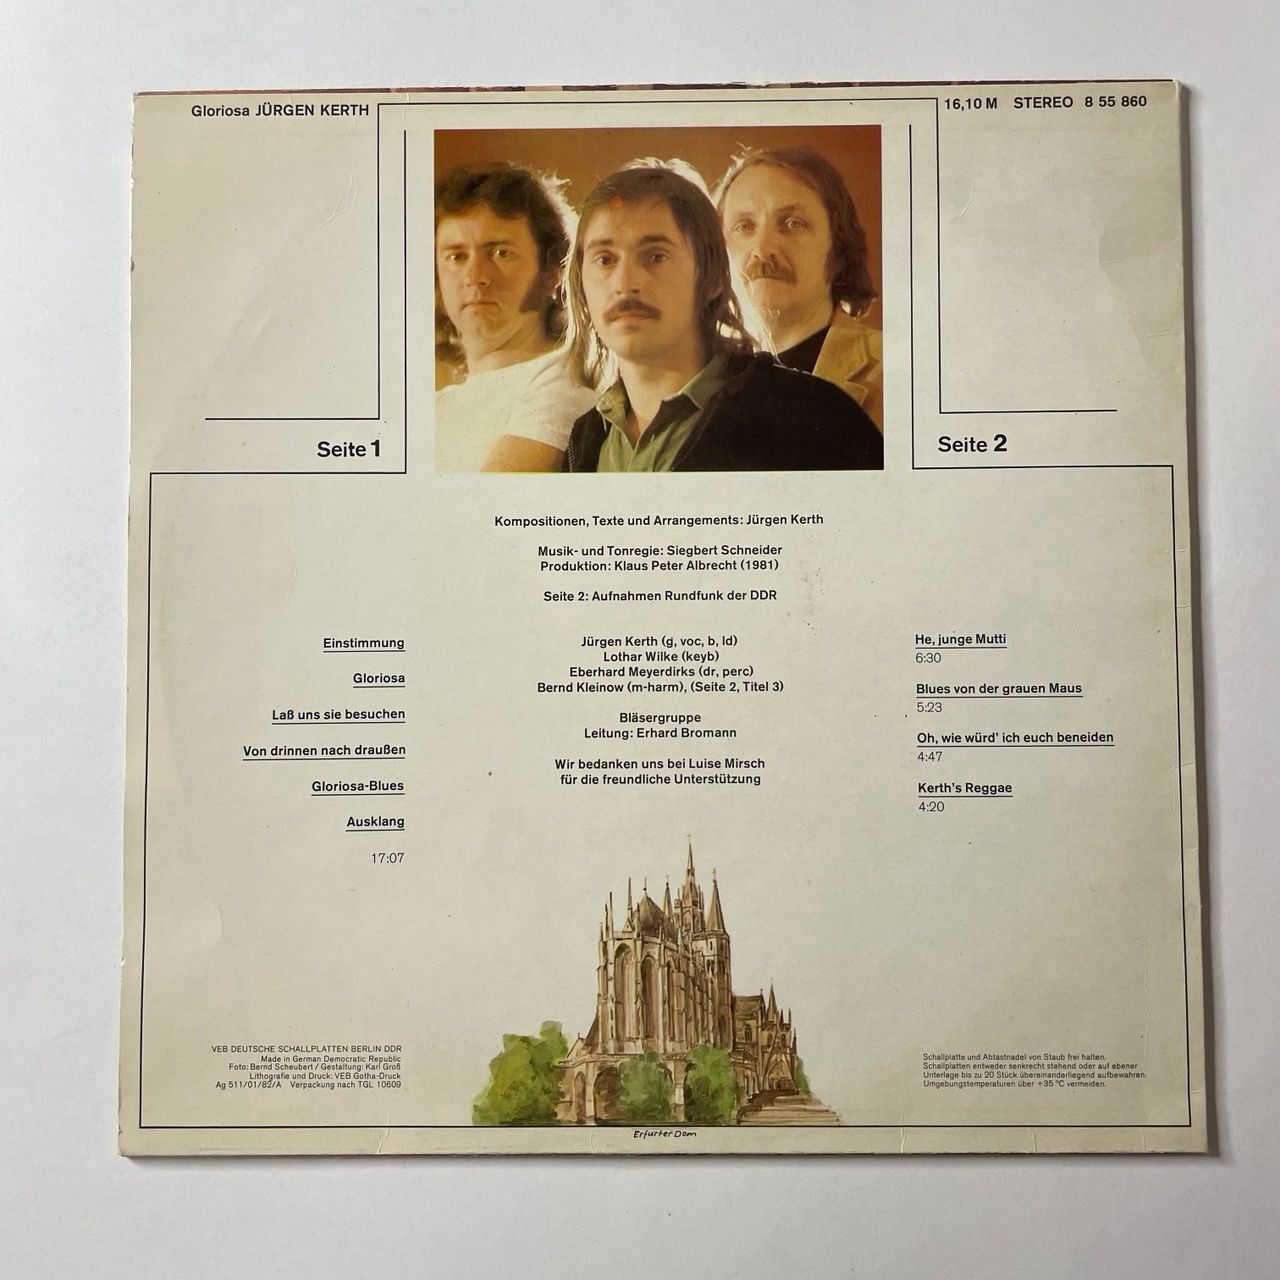 Gloriosa JÜRGEN KERTH
16,10 M STEREO 8 55 860
Seite 1
Seite 2
Kompositionen, Texte und Arrangements: Jürgen Kerth
Musik- und Tonregie: Siegbert Schneider
Produktion: Klaus Peter Albrecht (1981)
Seite 2: Aufnahmen Rundfunk der DDR
Einstimmung
Gloriosa
Laß uns sie besuchen
Von drinnen nach draußen
Gloriosa-Blues
Ausklang
17:07
Jürgen Kerth (g, voc, b, ld)
Lothar Wilke (keyb)
Eberhard Meyerdirks (dr, perc)
Bernd Kleinow (m-harm), (Seite 2, Titel 3)
Bläsergruppe
Leitung: Erhard Bromann
Wir bedanken uns bei Luise Mirsch
für die freundliche Unterstützung
He, junge Mutti
6:30
Blues von der grauen Maus
5:23
Oh, wie würd' ich euch beneiden
4:47
Kerth's Reggae
4:20
VEB DEUTSCHE SCHALLPLATTEN BERLIN DDR
Made in German Democratic Republic
Foto: Bernd Scheubert / Gestaltung: Karl Groß
Lithografie und Druck: VEB Gotha-Druck
Ag 511/01/82/A Verpackung nach TGL 10609
Schallplatte und Abtastnadel von Staub frei halten.
Schallplatten entweder senkrecht stehend oder auf ebener
Unterlage bis zu 20 Stück übereinanderliegend aufbewahren.
Umgebungstemperaturen über +35 °C vermeiden.
Erfurter Dom